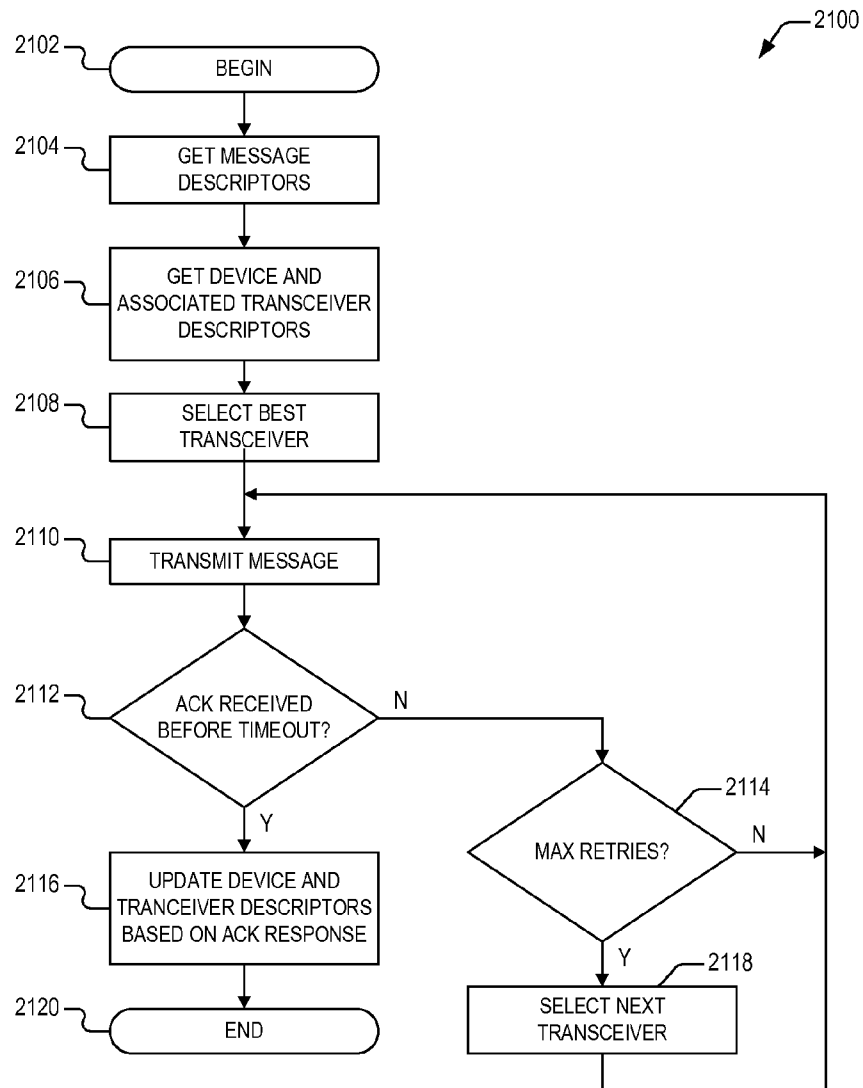 2100
2102
BEGIN
2104
GET MESSAGE
DESCRIPTORS
2106
GET DEVICE AND
ASSOCIATED TRANSCEIVER
DESCRIPTORS
2108
SELECT BEST
TRANSCEIVER
2110
TRANSMIT MESSAGE
2112
ACK RECEIVED
BEFORE TIMEOUT?
N
Y
2114
MAX RETRIES?
N
Y
2116
UPDATE DEVICE AND
TRANCEIVER DESCRIPTORS
BASED ON ACK RESPONSE
2118
SELECT NEXT
TRANSCEIVER
2120
END